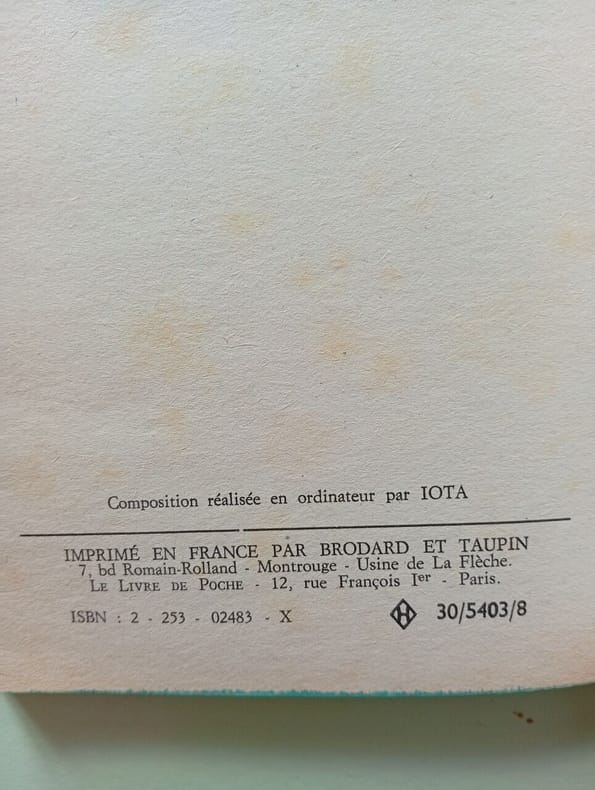 Composition réalisée en ordinateur par IOTA
IMPRIMÉ EN FRANCE PAR BRODARD ET TAUPIN
7, bd Romain-Rolland - Montrouge - Usine de La Flèche.
LE LIVRE DE POCHE - 12, rue François Ier - Paris.
ISBN : 2 - 253 - 02483 - X
H 30/5403/8